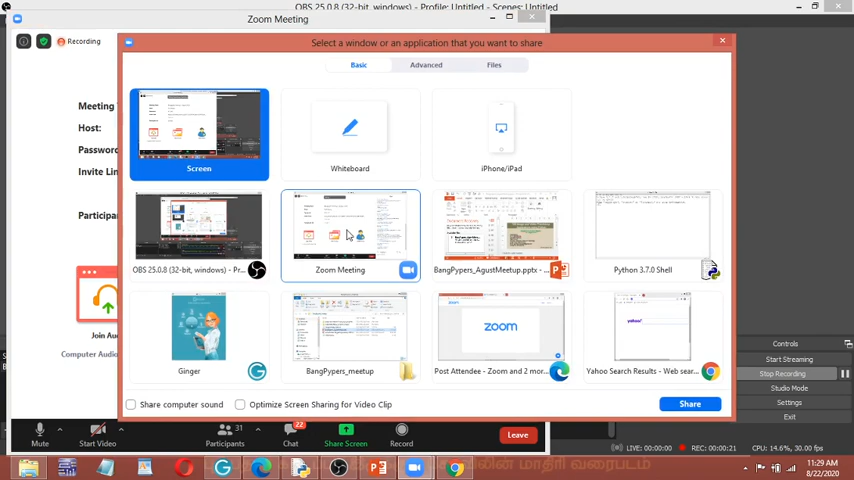 OBS 25.0.8 (32-bit, windows) - Profile: Untitled - Scenes: Untitled
Zoom Meeting
Recording
Select a window or an application that you want to share
Basic
Advanced
Files
Meeting
Host:
Password
Invite Lin
Participa
Screen
Whiteboard
iPhone/iPad
OBS 25.0.8 (32-bit, windows) - Pr...
Zoom Meeting
BangPypers_AgustMeetup.pptx - ...
Python 3.7.0 Shell
zoom
yahoo!
Ginger
BangPypers_meetup
Post Attendee - Zoom and 2 mor...
Yahoo Search Results - Web sear...
Join Au
Computer Audio
Share computer sound
Optimize Screen Sharing for Video Clip
Share
Controls
Start Streaming
Stop Recording
Studio Mode
Settings
Exit
Mute
Start Video
31
Participants
22
Chat
Share Screen
Record
Leave
LIVE: 00:00:00
REC: 00:00:21
CPU: 14.6%, 30.00 fps
11:29 AM
8/22/2020